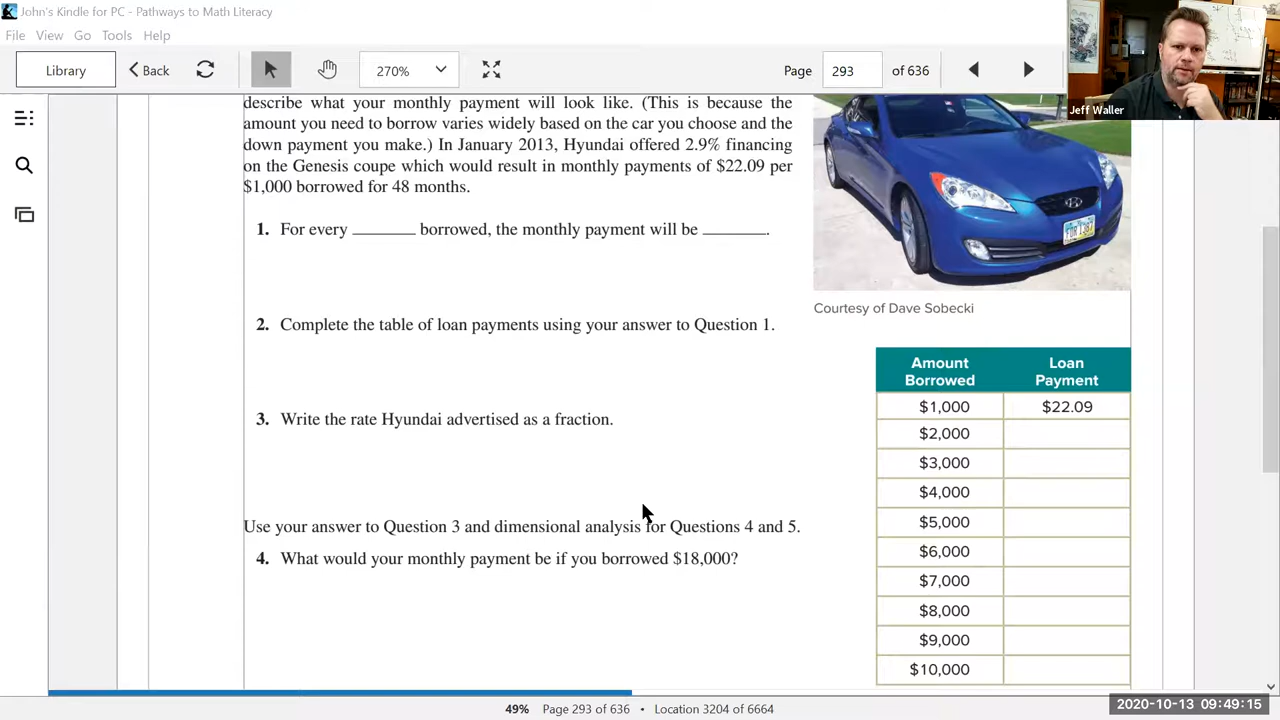 John's Kindle for PC - Pathways to Math Literacy
File View Go Tools Help
Library
Back
270%
Page 293 of 636
Jeff Waller
describe what your monthly payment will look like. (This is because the
amount you need to borrow varies widely based on the car you choose and the
down payment you make.) In January 2013, Hyundai offered 2.9% financing
on the Genesis coupe which would result in monthly payments of $22.09 per
$1,000 borrowed for 48 months.
1. For every _______ borrowed, the monthly payment will be _______.
Courtesy of Dave Sobecki
2. Complete the table of loan payments using your answer to Question 1.
3. Write the rate Hyundai advertised as a fraction.
Use your answer to Question 3 and dimensional analysis for Questions 4 and 5.
4. What would your monthly payment be if you borrowed $18,000?
Amount Borrowed Loan Payment
$1,000 $22.09
$2,000
$3,000
$4,000
$5,000
$6,000
$7,000
$8,000
$9,000
$10,000
49% Page 293 of 636 • Location 3204 of 6664
2020-10-13 09:49:15